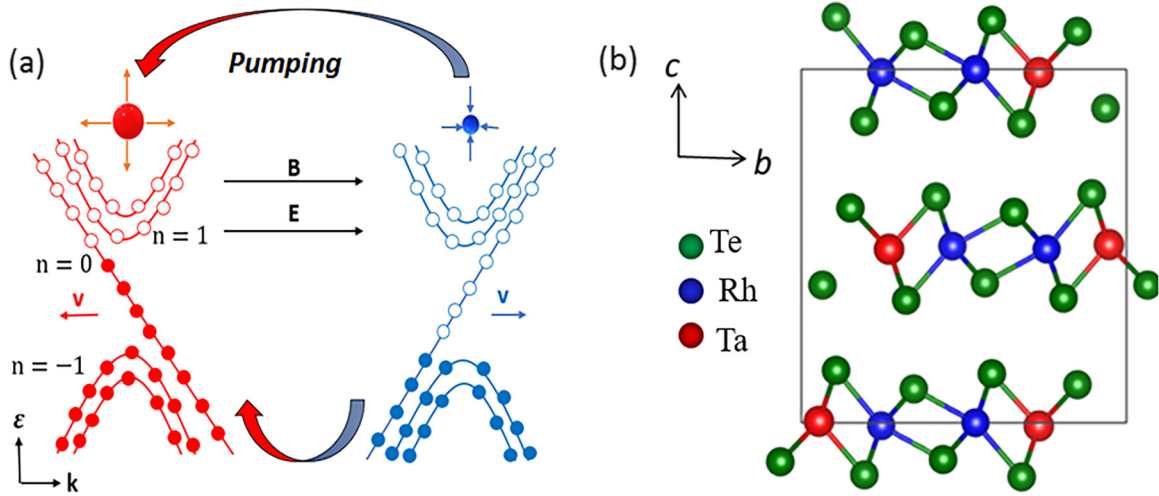 (a)
Pumping
B
n = 1
E
n = 0
v
v
n = −1
ε
k
(b)
c
b
Te
Rh
Ta